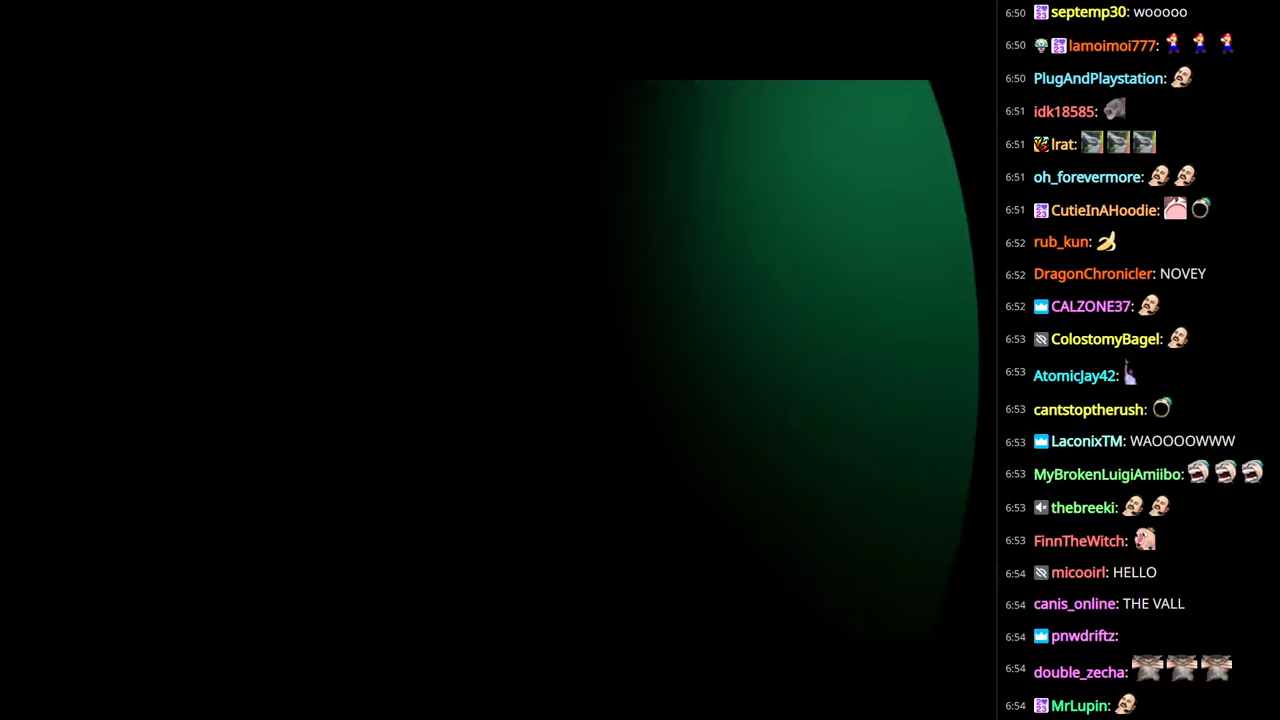 6:50 septemp30: wooooo
6:50 lamoimoi777:
6:50 PlugAndPlaystation:
6:51 idk18585:
6:51 lrat:
6:51 oh_forevermore:
6:51 CutieInAHoodie:
6:52 rub_kun:
6:52 DragonChronicler: NOVEY
6:52 CALZONE37:
6:53 ColostomyBagel:
6:53 AtomicJay42:
6:53 cantstoptherush:
6:53 LaconixTM: WAOOOOWWW
6:53 MyBrokenLuigiAmiibo:
6:53 thebreeki:
6:53 FinnTheWitch:
6:54 micooirl: HELLO
6:54 canis_online: THE VALL
6:54 pnwdriftz:
6:54 double_zecha:
6:54 MrLupin: